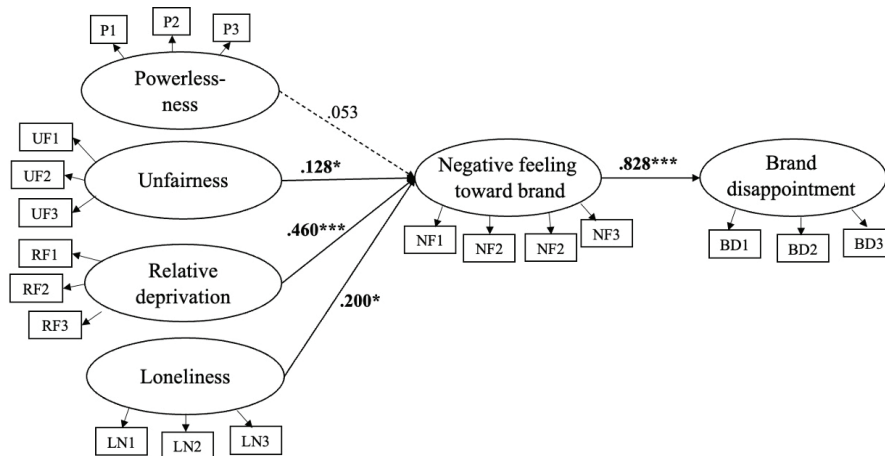 P1
P2
P3
Powerless-
ness
.053
UF1
UF2
UF3
Unfairness
.128*
Negative feeling
toward brand
.828***
Brand
disappointment
NF1
NF2
NF2
NF3
BD1
BD2
BD3
.460***
RF1
RF2
RF3
Relative
deprivation
.200*
Loneliness
LN1
LN2
LN3